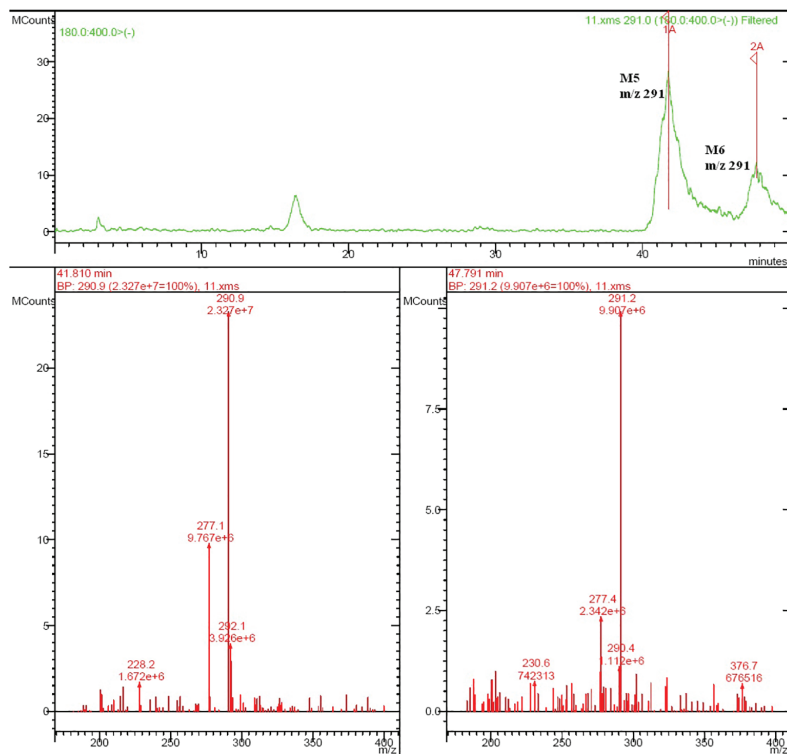 MCounts
180.0:400.0>(-)
11.xms 291.0 (180.0:400.0>(-)) Filtered
1A
2A
M5
m/z 291
M6
m/z 291
30
20
10
0
10
20
30
40
minutes
41.810 min
BP: 290.9 (2.327e+7=100%), 11.xms
MCounts
290.9
2.327e+7
277.1
9.767e+6
292.1
3.926e+6
228.2
1.672e+6
20
15
10
5
0
200
250
300
350
400
m/z
47.791 min
BP: 291.2 (9.907e+6=100%), 11.xms
MCounts
291.2
9.907e+6
277.4
2.342e+6
290.4
1.112e+6
230.6
742313
376.7
676516
7.5
5.0
2.5
0.0
200
250
300
350
400
m/z